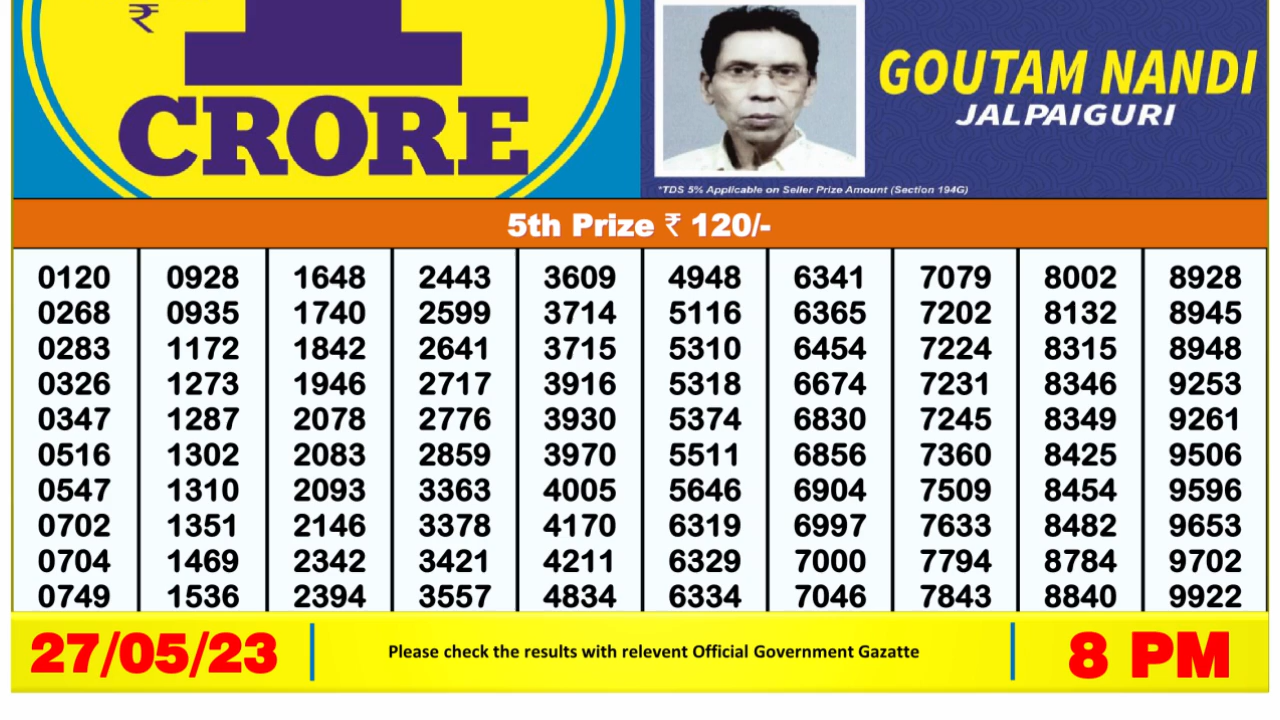 ₹
1
CRORE
GOUTAM NANDI
JALPAIGURI
*TDS 5% Applicable on Seller Prize Amount (Section 194G)
5th Prize ₹ 120/-
0120 0928 1648 2443 3609 4948 6341 7079 8002 8928
0268 0935 1740 2599 3714 5116 6365 7202 8132 8945
0283 1172 1842 2641 3715 5310 6454 7224 8315 8948
0326 1273 1946 2717 3916 5318 6674 7231 8346 9253
0347 1287 2078 2776 3930 5374 6830 7245 8349 9261
0516 1302 2083 2859 3970 5511 6856 7360 8425 9506
0547 1310 2093 3363 4005 5646 6904 7509 8454 9596
0702 1351 2146 3378 4170 6319 6997 7633 8482 9653
0704 1469 2342 3421 4211 6329 7000 7794 8784 9702
0749 1536 2394 3557 4834 6334 7046 7843 8840 9922
27/05/23 Please check the results with relevent Official Government Gazatte 8 PM